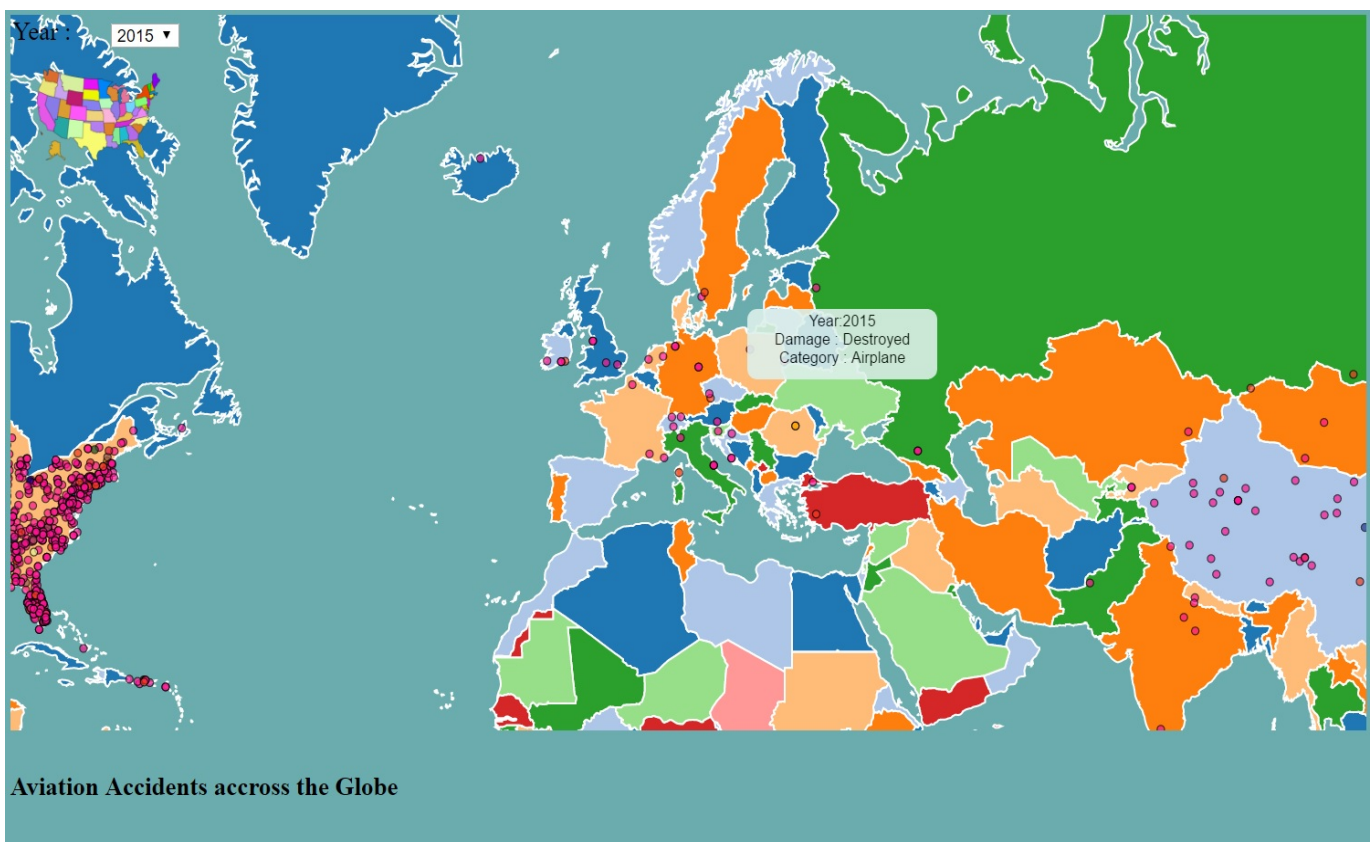 Year :
2015
Year:2015
Damage : Destroyed
Category : Airplane
Aviation Accidents accross the Globe